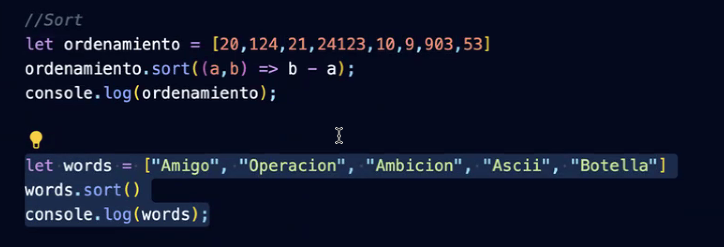 //Sort
let ordenamiento = [20,124,21,24123,10,9,903,53]
ordenamiento.sort((a,b) => b - a);
console.log(ordenamiento);
let words = ["Amigo", "Operacion", "Ambicion", "Ascii", "Botella"]
words.sort()
console.log(words);